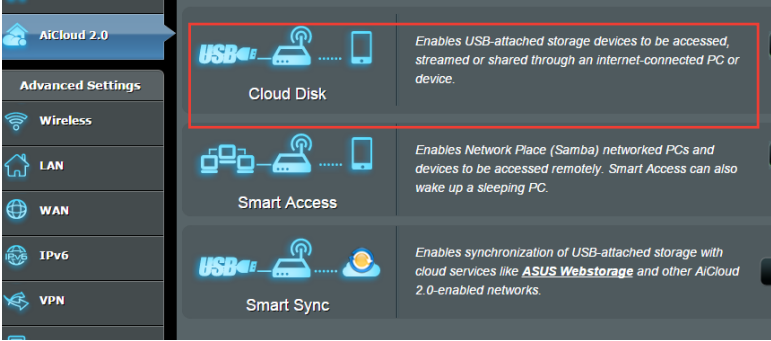 AiCloud 2.0
Advanced Settings
Wireless
LAN
WAN
IPv6
IPv6
VPN
USB
Cloud Disk
Enables USB-attached storage devices to be accessed,
streamed or shared through an internet-connected PC or
device.
Smart Access
Enables Network Place (Samba) networked PCs and
devices to be accessed remotely. Smart Access can also
wake up a sleeping PC.
USB
Smart Sync
Enables synchronization of USB-attached storage with
cloud services like ASUS Webstorage and other AiCloud
2.0-enabled networks.